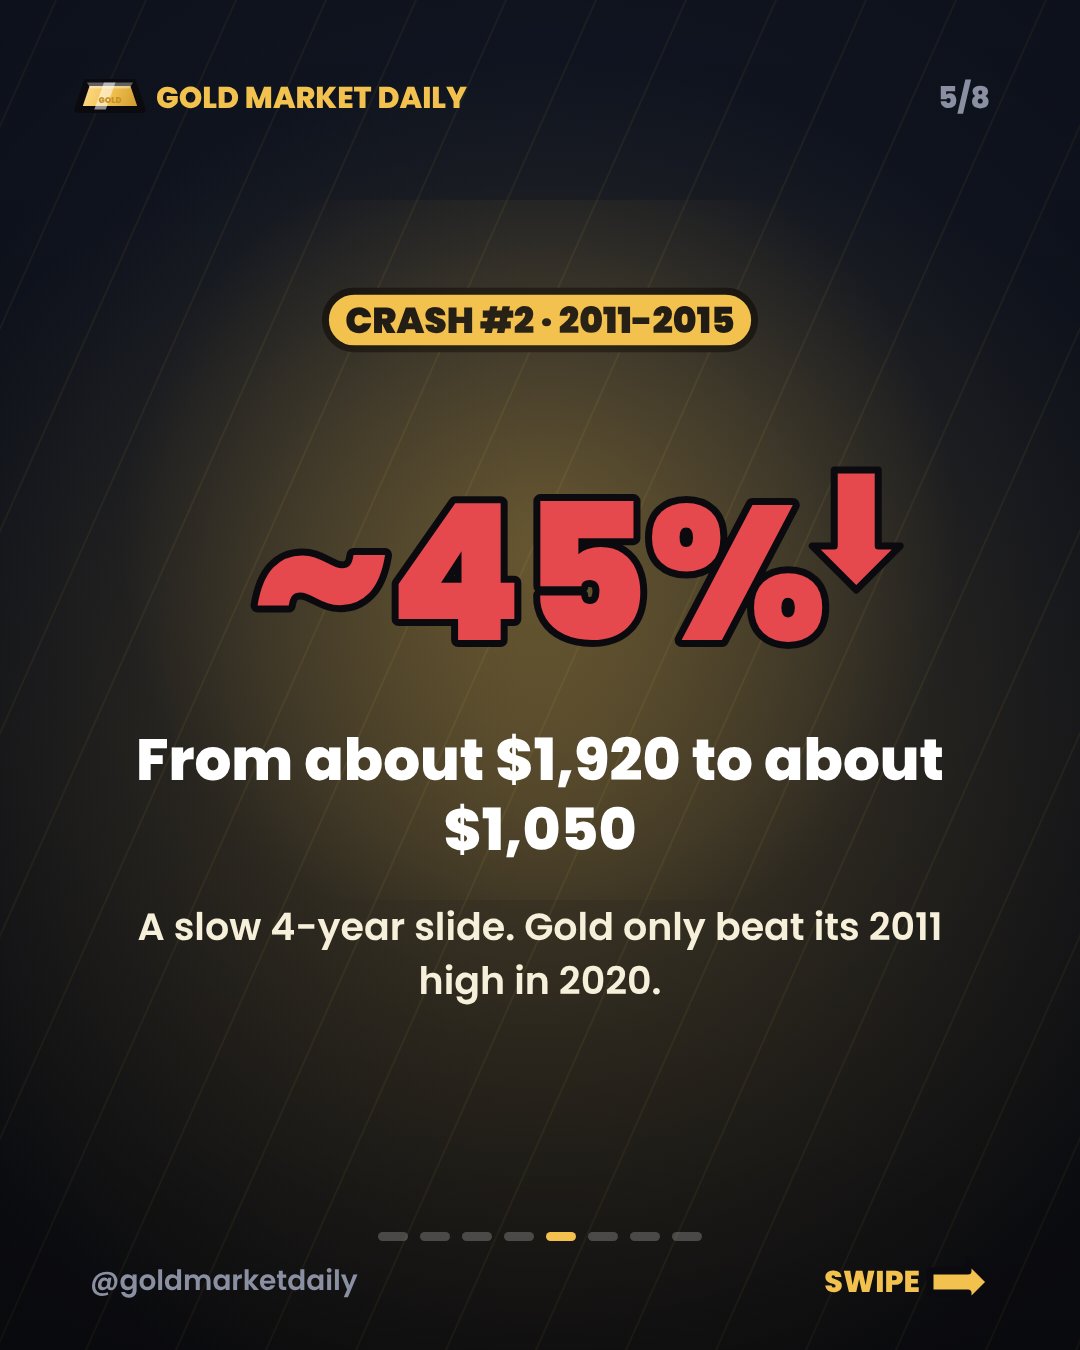 GOLD
GOLD MARKET DAILY
5/8
CRASH #2 · 2011–2015
~45%
From about $1,920 to about
$1,050
A slow 4-year slide. Gold only beat its 2011
high in 2020.
@goldmarketdaily
SWIPE